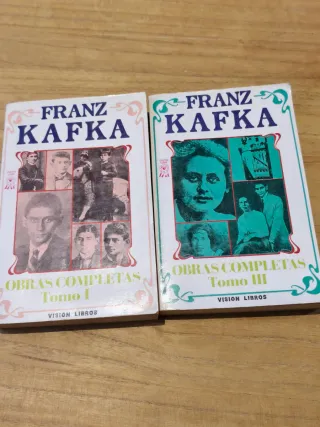 FRANZ
KAFKA
OBRAS COMPLETAS
Tomo I
VISION LIBROS
FRANZ
KAFKA
OBRAS COMPLETAS
Tomo III
VISION LIBROS